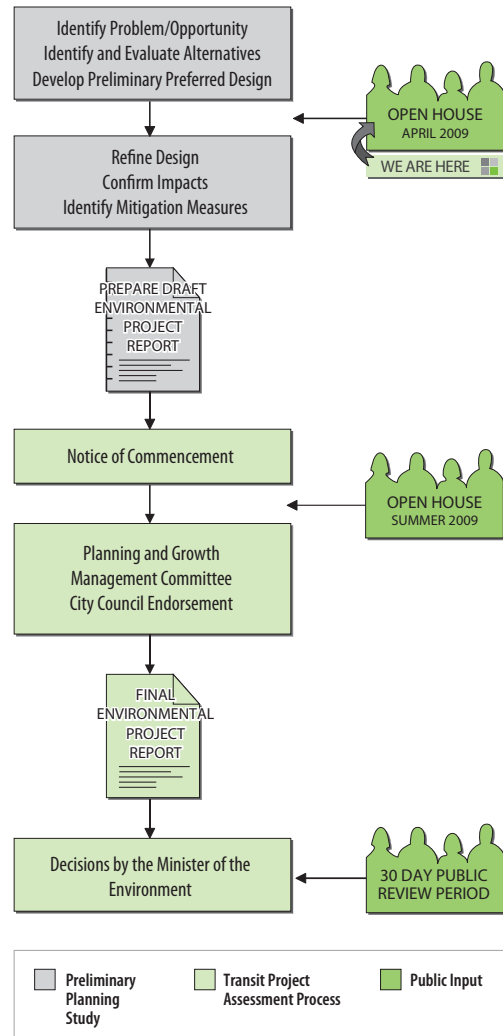 Identify Problem/Opportunity
Identify and Evaluate Alternatives
Develop Preliminary Preferred Design
OPEN HOUSE
APRIL 2009
WE ARE HERE
Refine Design
Confirm Impacts
Identify Mitigation Measures
PREPARE DRAFT
ENVIRONMENTAL
PROJECT
REPORT
Notice of Commencement
OPEN HOUSE
SUMMER 2009
Planning and Growth
Management Committee
City Council Endorsement
FINAL
ENVIRONMENTAL
PROJECT
REPORT
Decisions by the Minister of the
Environment
30 DAY PUBLIC
REVIEW PERIOD
Preliminary
Planning
Study
Transit Project
Assessment Process
Public Input